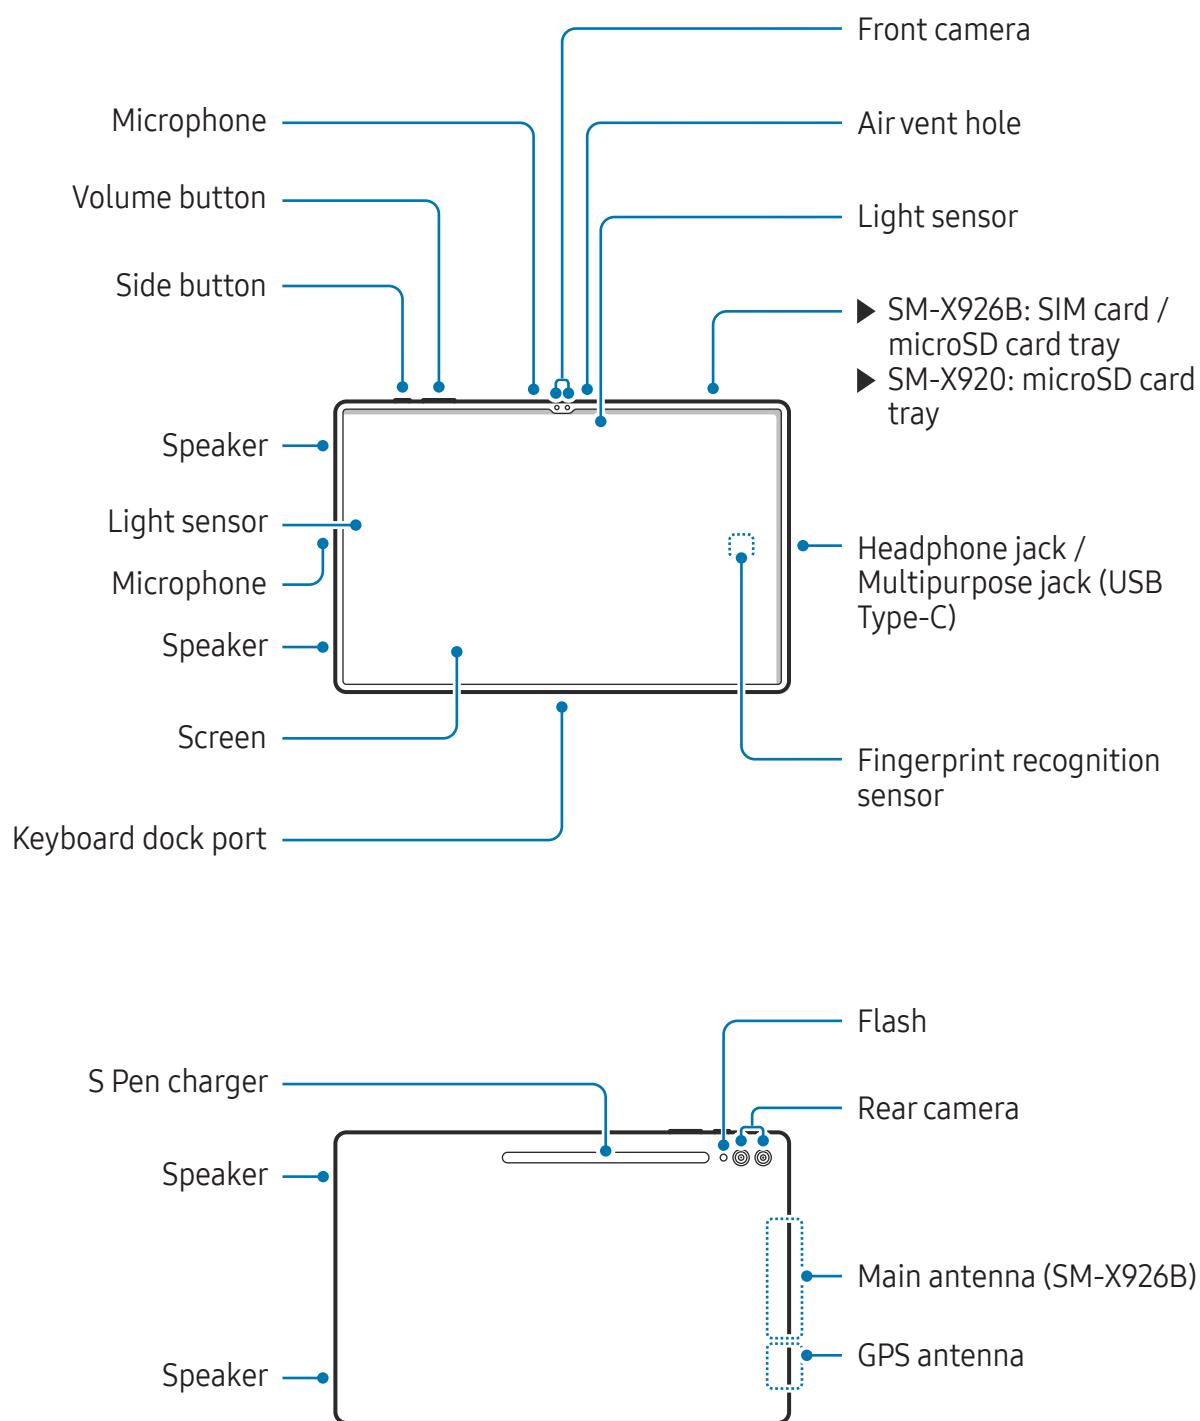 Front camera
Microphone
Air vent hole
Volume button
Light sensor
Side button
▶ SM-X926B: SIM card /
microSD card tray
▶ SM-X920: microSD card
tray
Speaker
Light sensor
Microphone
Speaker
Screen
Keyboard dock port
Headphone jack /
Multipurpose jack (USB
Type-C)
Fingerprint recognition
sensor
Flash
S Pen charger
Rear camera
Speaker
Main antenna (SM-X926B)
GPS antenna
Speaker